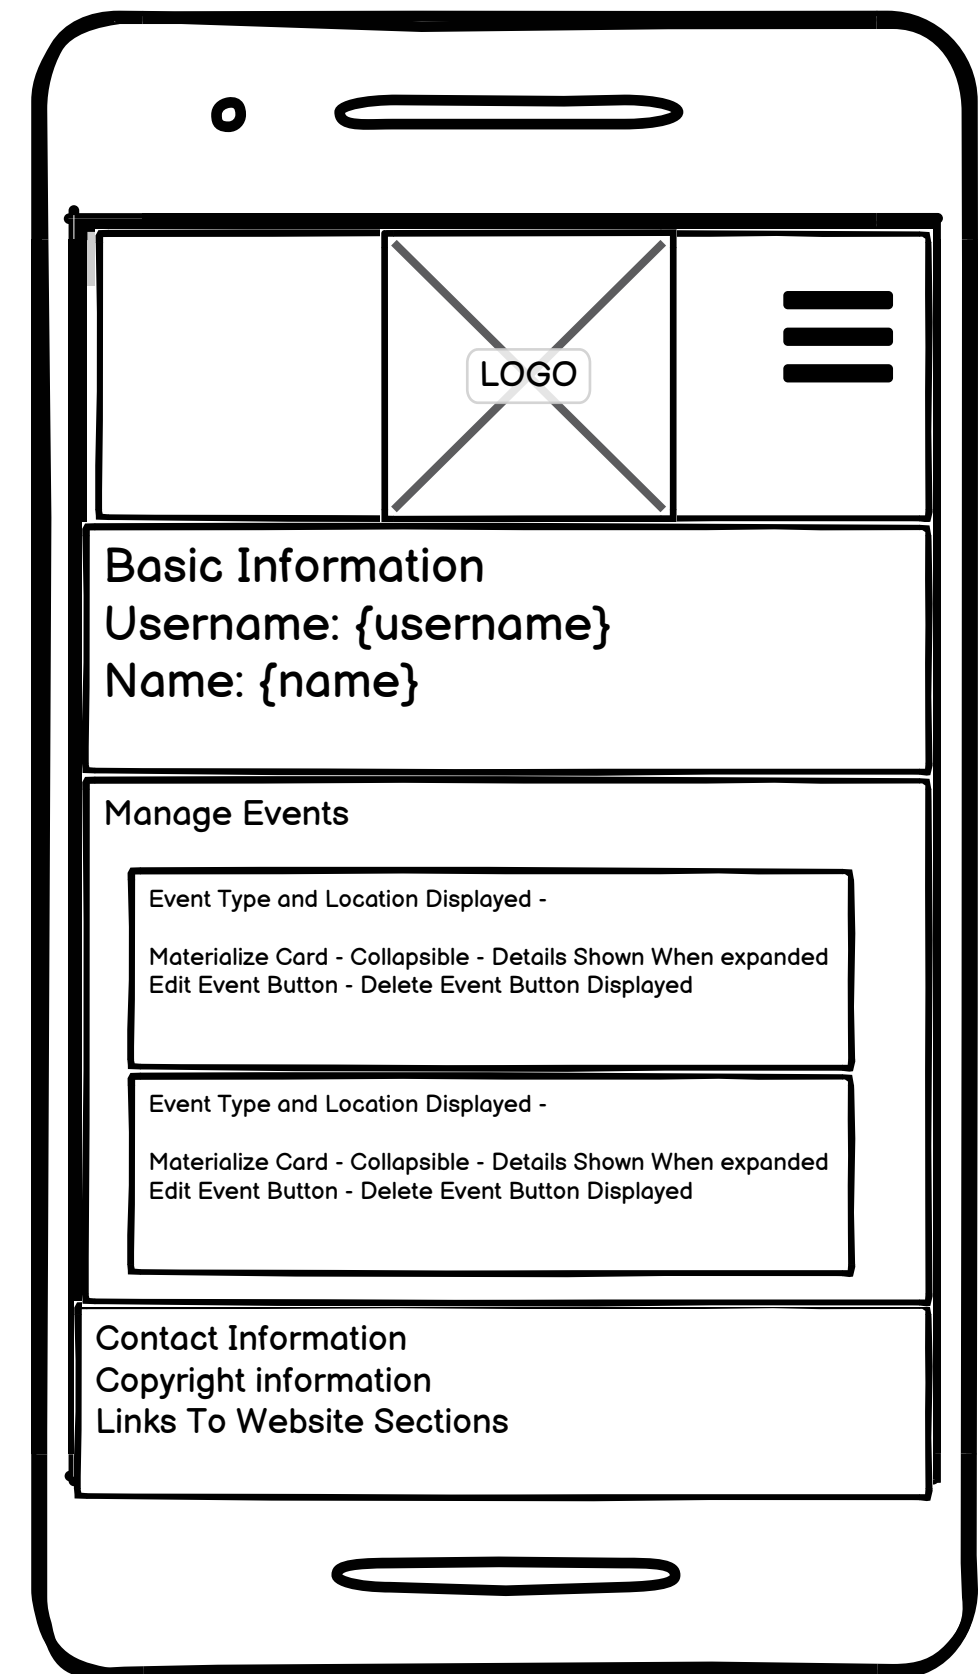 LOGO
Basic Information
Username: {username}
Name: {name}
Manage Events
Event Type and Location Displayed -
Materialize Card - Collapsible - Details Shown When expanded
Edit Event Button - Delete Event Button Displayed
Event Type and Location Displayed -
Materialize Card - Collapsible - Details Shown When expanded
Edit Event Button - Delete Event Button Displayed
Contact Information
Copyright information
Links To Website Sections